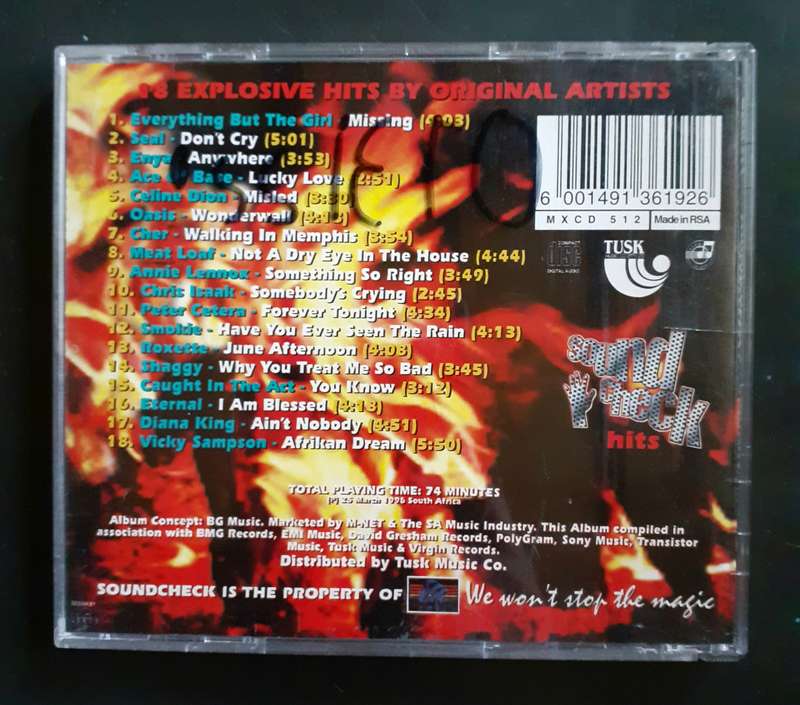 18 EXPLOSIVE HITS BY ORIGINAL ARTISTS
1. Everything But The Girl - Missing (4:03)
2. Seal - Don't Cry (5:01)
3. Enya - Anywhere (3:53)
4. Ace Of Base - Lucky Love (2:51)
5. Celine Dion - Misled (3:30)
6. Oasis - Wonderwall (4:18)
7. Cher - Walking In Memphis (3:54)
8. Meat Loaf - Not A Dry Eye In The House (4:44)
9. Annie Lennox - Something So Right (3:49)
10. Chris Isaak - Somebody's Crying (2:45)
11. Peter Cetera - Forever Tonight (4:34)
12. Smokie - Have You Ever Seen The Rain (4:13)
13. Roxette - June Afternoon (4:08)
14. Shaggy - Why You Treat Me So Bad (3:45)
15. Caught In The Act - You Know (3:12)
16. Eternal - I Am Blessed (4:13)
17. Diana King - Ain't Nobody (4:51)
18. Vicky Sampson - Afrikan Dream (5:50)
6 001491 361926
MXCD 512 Made in RSA
COMPACT
disc
DIGITAL AUDIO
TUSK
sound
check
hits
TOTAL PLAYING TIME: 74 MINUTES
(P) 25 March 1996 South Africa
Album Concept: BG Music. Marketed by M-NET & The SA Music Industry. This Album compiled in
association with BMG Records, EMI Music, David Gresham Records, PolyGram, Sony Music, Transistor
Music, Tusk Music & Virgin Records.
Distributed by Tusk Music Co.
SOUNDCHECK IS THE PROPERTY OF We won't stop the magic